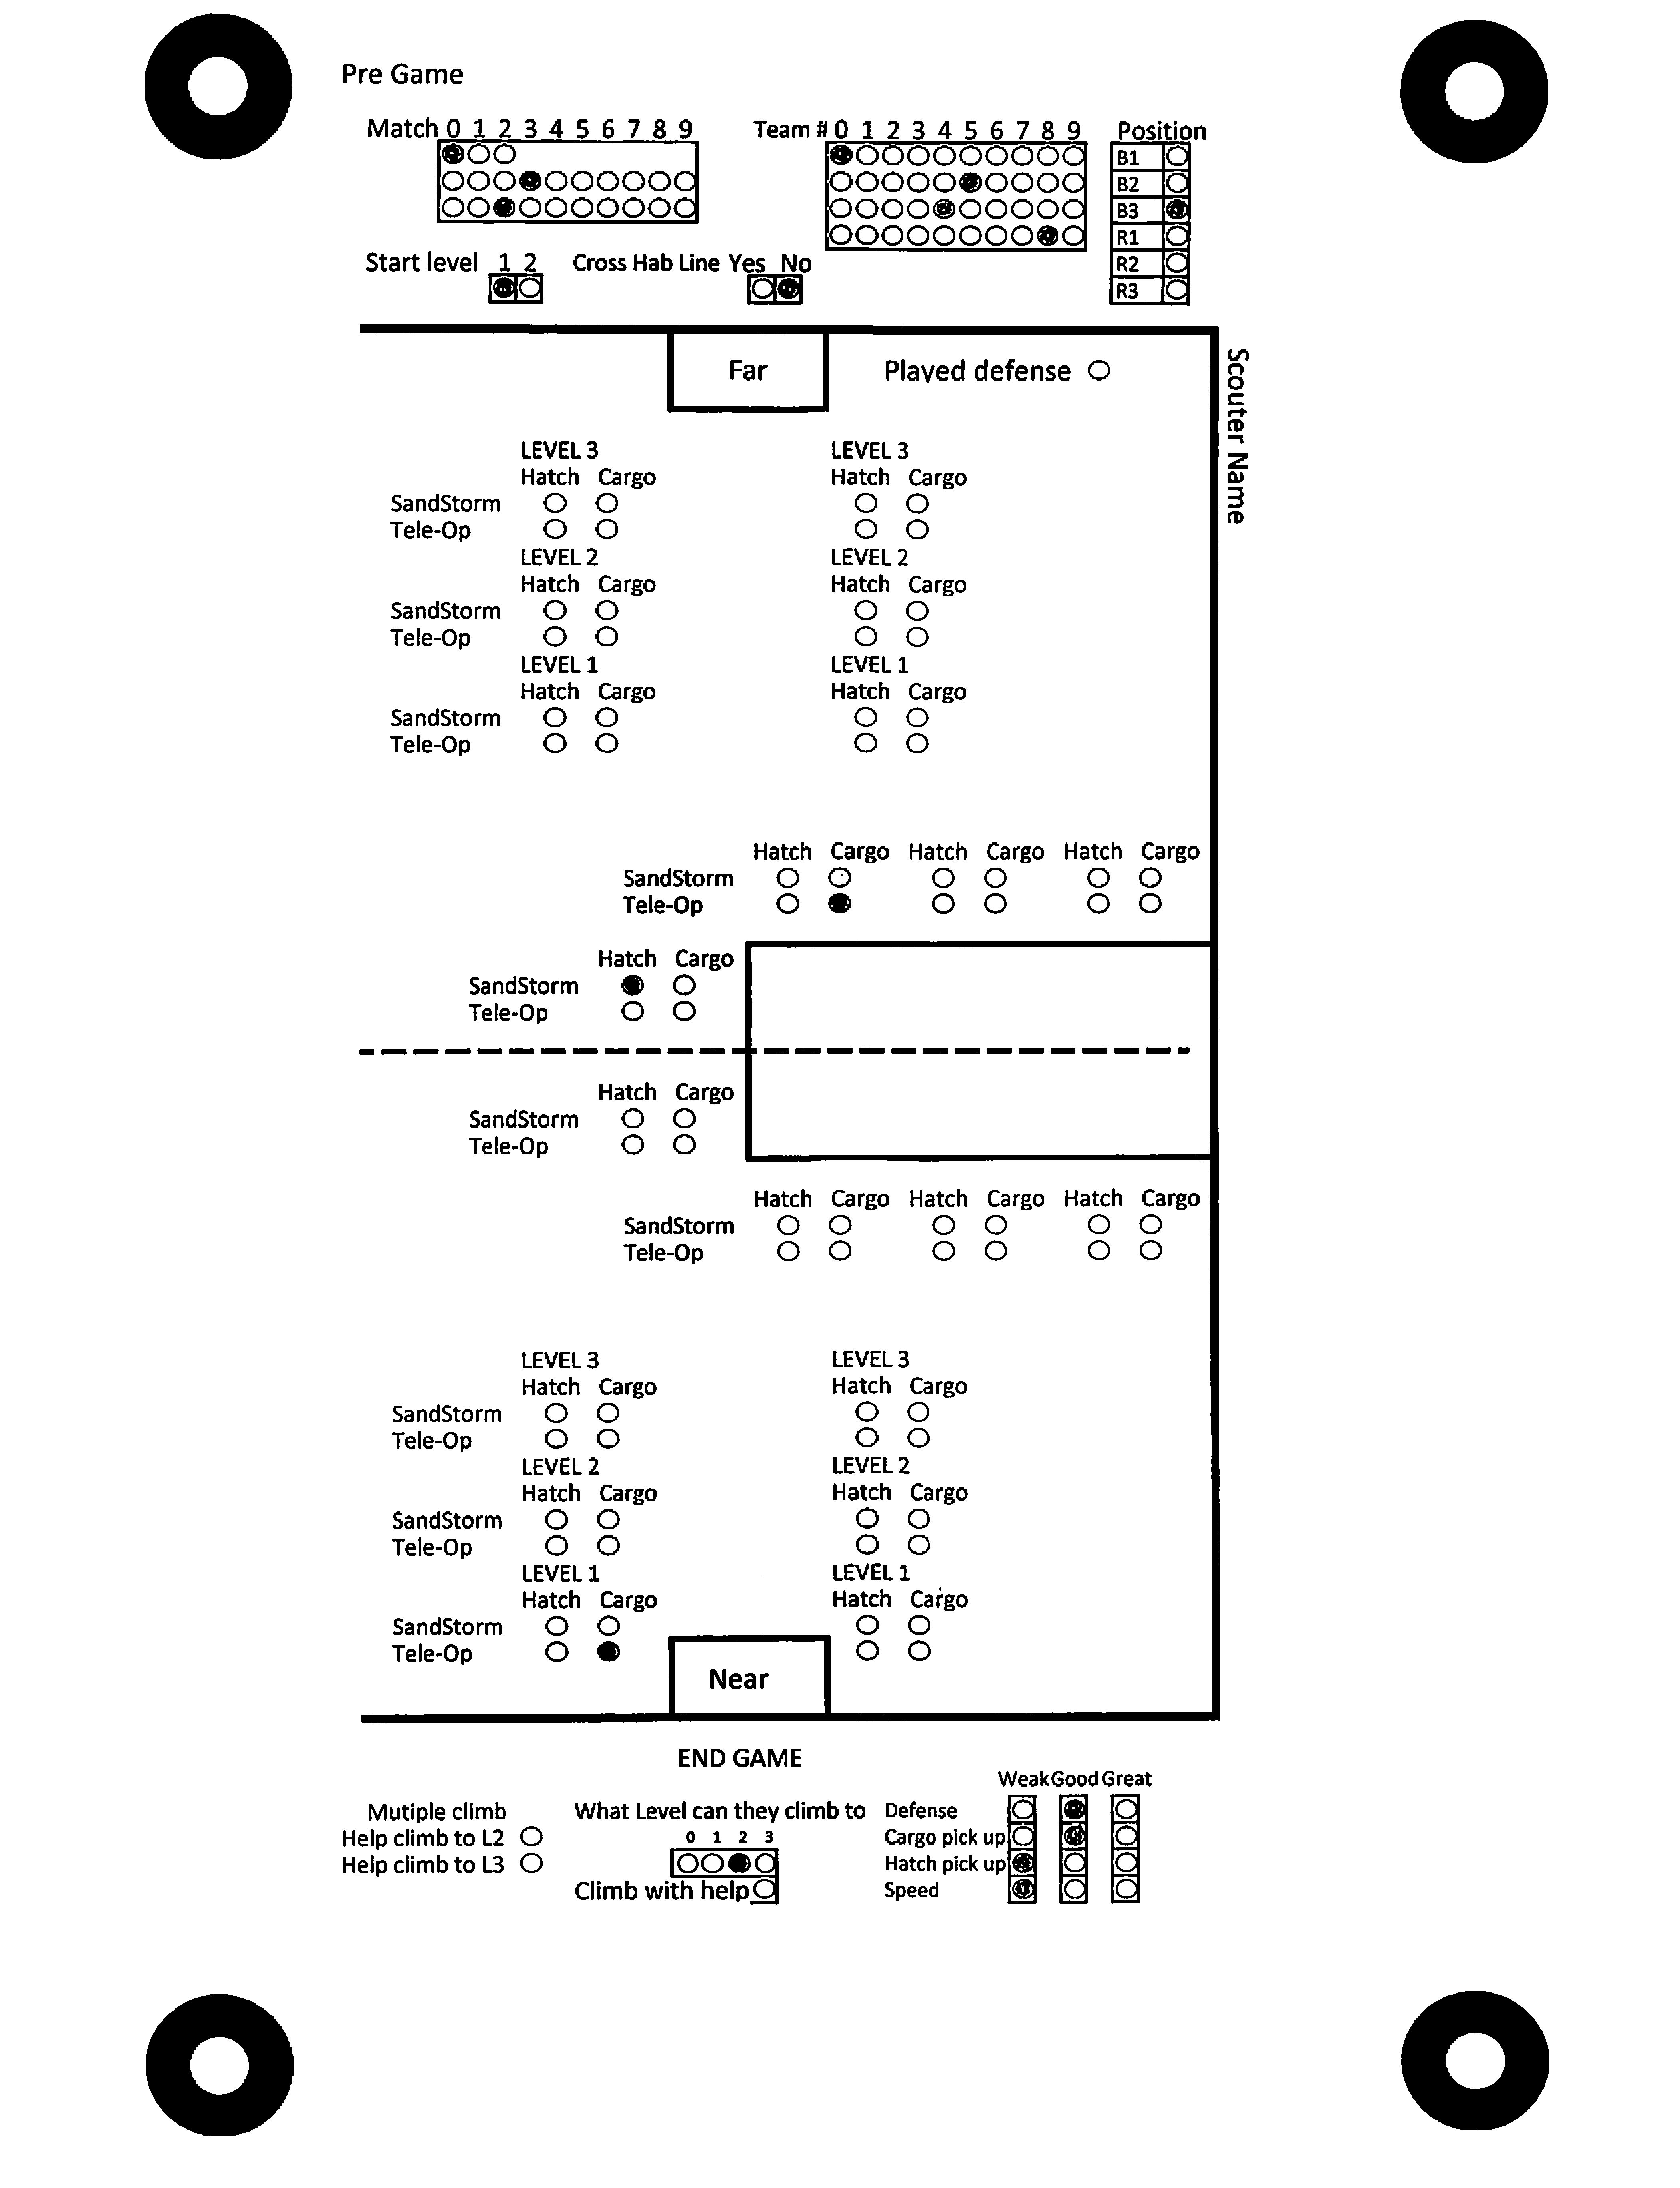 Pre Game
Match 0 1 2 3 4 5 6 7 8 9
Team # 0 1 2 3 4 5 6 7 8 9
Position
B1
B2
B3
R1
R2
R3
Start level 1 2
Cross Hab Line Yes No
Far
Played defense
Scouter Name
LEVEL 3 LEVEL 3
Hatch Cargo Hatch Cargo
SandStorm
Tele-Op
LEVEL 2 LEVEL 2
Hatch Cargo Hatch Cargo
SandStorm
Tele-Op
LEVEL 1 LEVEL 1
Hatch Cargo Hatch Cargo
SandStorm
Tele-Op
Hatch Cargo Hatch Cargo Hatch Cargo
SandStorm
Tele-Op
Hatch Cargo
SandStorm
Tele-Op
Hatch Cargo
SandStorm
Tele-Op
Hatch Cargo Hatch Cargo Hatch Cargo
SandStorm
Tele-Op
LEVEL 3 LEVEL 3
Hatch Cargo Hatch Cargo
SandStorm
Tele-Op
LEVEL 2 LEVEL 2
Hatch Cargo Hatch Cargo
SandStorm
Tele-Op
LEVEL 1 LEVEL 1
Hatch Cargo Hatch Cargo
SandStorm
Tele-Op
Near
END GAME
Mutiple climb
Help climb to L2
Help climb to L3
What Level can they climb to
0 1 2 3
Climb with help
Weak Good Great
Defense
Cargo pick up
Hatch pick up
Speed